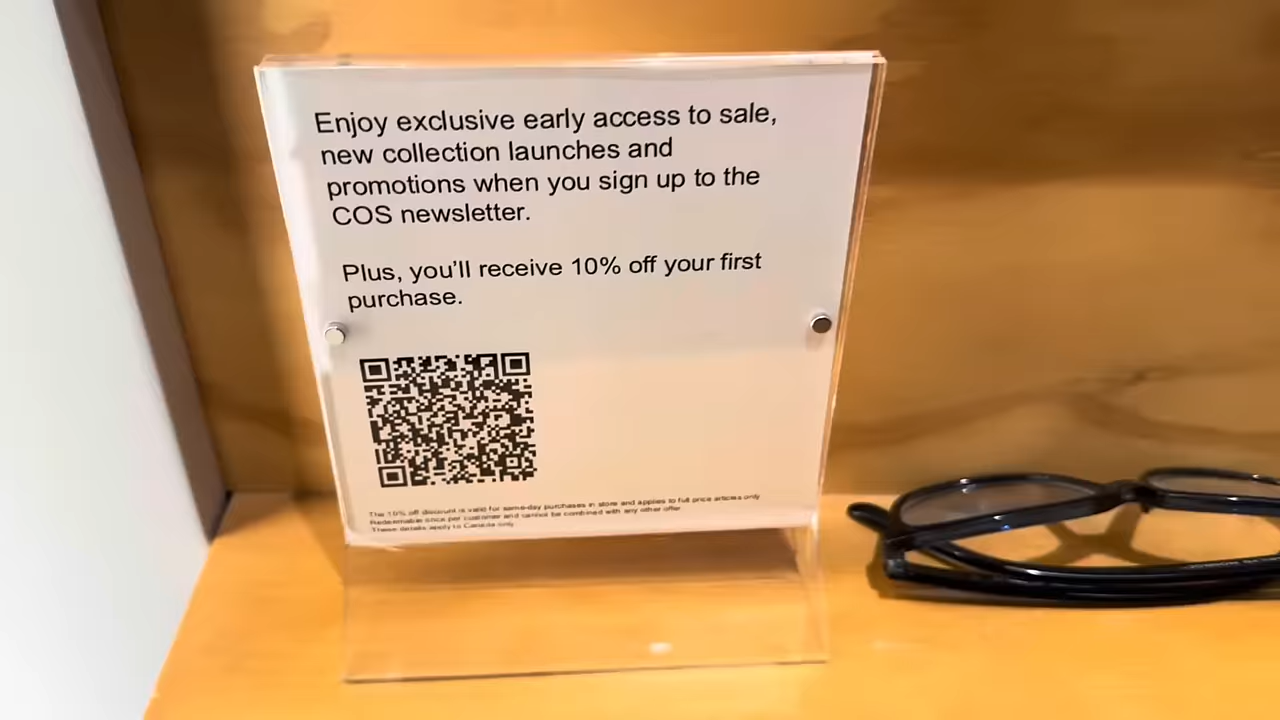 Enjoy exclusive early access to sale,
new collection launches and
promotions when you sign up to the
COS newsletter.
Plus, you'll receive 10% off your first
purchase.
The 10% off discount is valid for same-day purchases in store and applies to full price articles only
Redeemable once per customer and cannot be combined with any other offer.
These details apply to Canada only